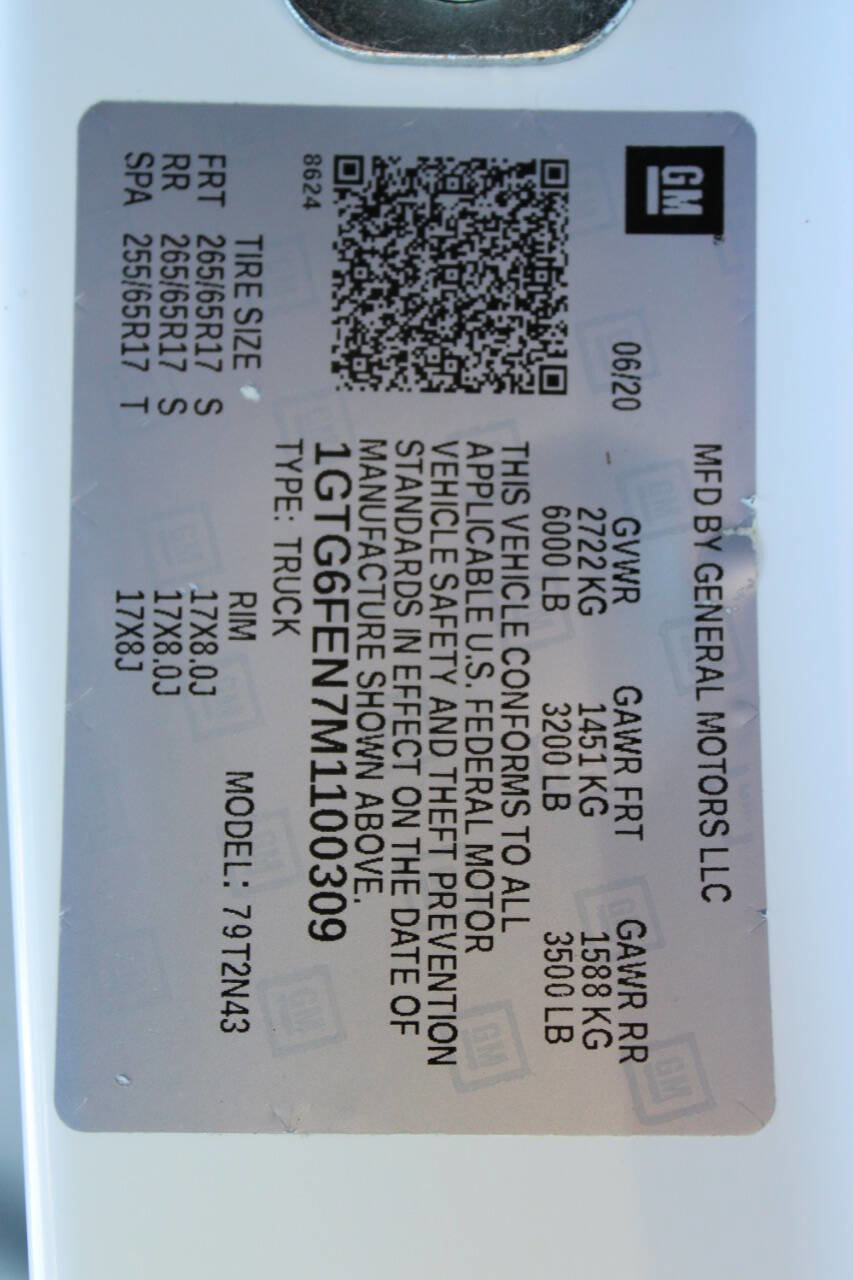 GM
MFD BY GENERAL MOTORS LLC
06/20
GVWR GAWR FRT GAWR RR
2722 KG 1451 KG 1588 KG
6000 LB 3200 LB 3500 LB
THIS VEHICLE CONFORMS TO ALL
APPLICABLE U.S. FEDERAL MOTOR
VEHICLE SAFETY AND THEFT PREVENTION
STANDARDS IN EFFECT ON THE DATE OF
MANUFACTURE SHOWN ABOVE.
1GTG6FEN7M1100309
8624
TYPE: TRUCK
TIRE SIZE RIM MODEL: 79T2N43
FRT 265/65R17 S 17X8.0J
RR 265/65R17 S 17X8.0J
SPA 255/65R17 T 17X8J